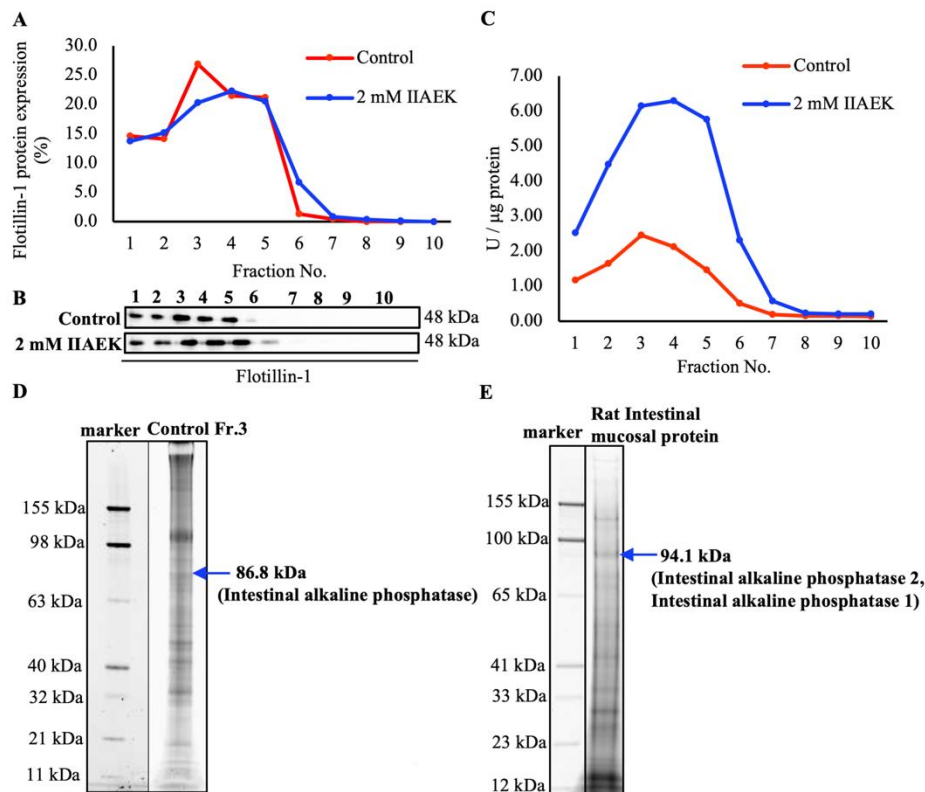 A
Flotillin-1 protein expression
(%)
30.0
25.0
20.0
15.0
10.0
5.0
0.0
Control
2 mM IIAEK
1 2 3 4 5 6 7 8 9 10
Fraction No.
B
1 2 3 4 5 6 7 8 9 10
Control
48 kDa
2 mM IIAEK
48 kDa
Flotillin-1
C
U / µg protein
7.00
6.00
5.00
4.00
3.00
2.00
1.00
0.00
Control
2 mM IIAEK
1 2 3 4 5 6 7 8 9 10
Fraction No.
D
marker Control Fr.3
155 kDa
98 kDa
63 kDa
40 kDa
32 kDa
21 kDa
11 kDa
86.8 kDa
(Intestinal alkaline phosphatase)
E
marker
Rat Intestinal
mucosal protein
155 kDa
100 kDa
65 kDa
41 kDa
33 kDa
23 kDa
12 kDa
94.1 kDa
(Intestinal alkaline phosphatase 2,
Intestinal alkaline phosphatase 1)